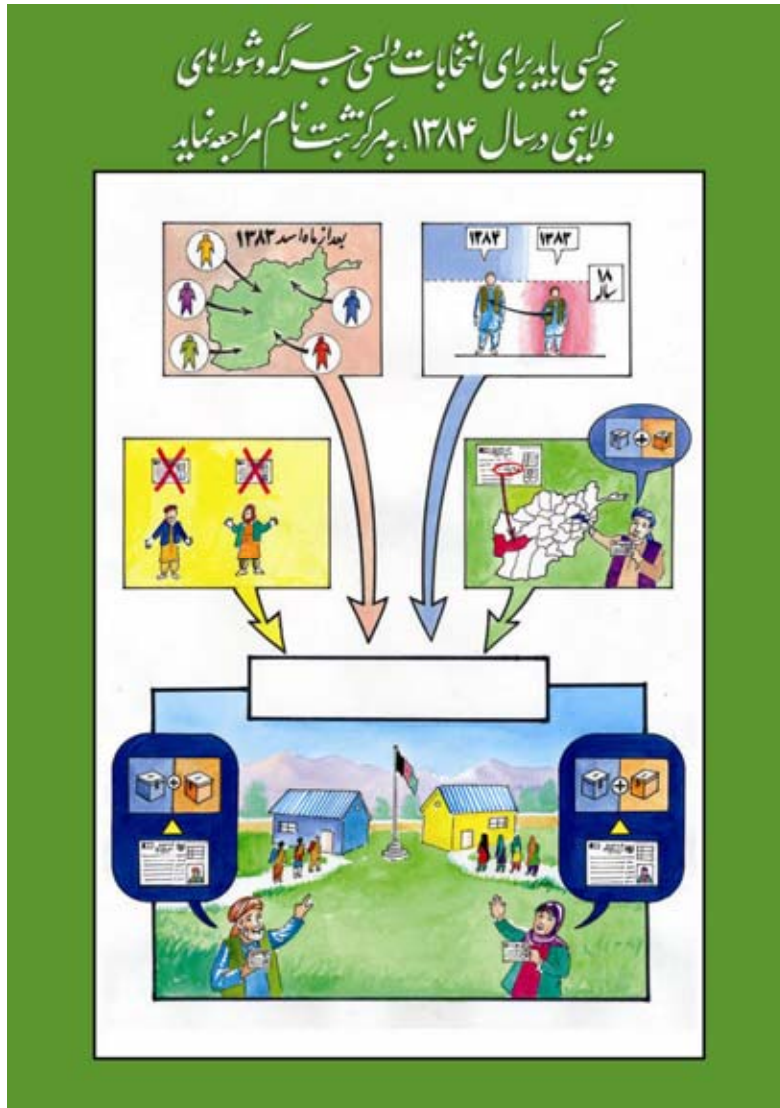 چه کسی باید برای انتخابات ولسی جرگه و شوراهای
ولایتی در سال ۱۳۸۴، به مرکز ثبت نام مراجعه نماید
بعد از ماه اسد ۱۳۸۳
۱۳۸۴
۱۳۸۳
۱۸
ساله